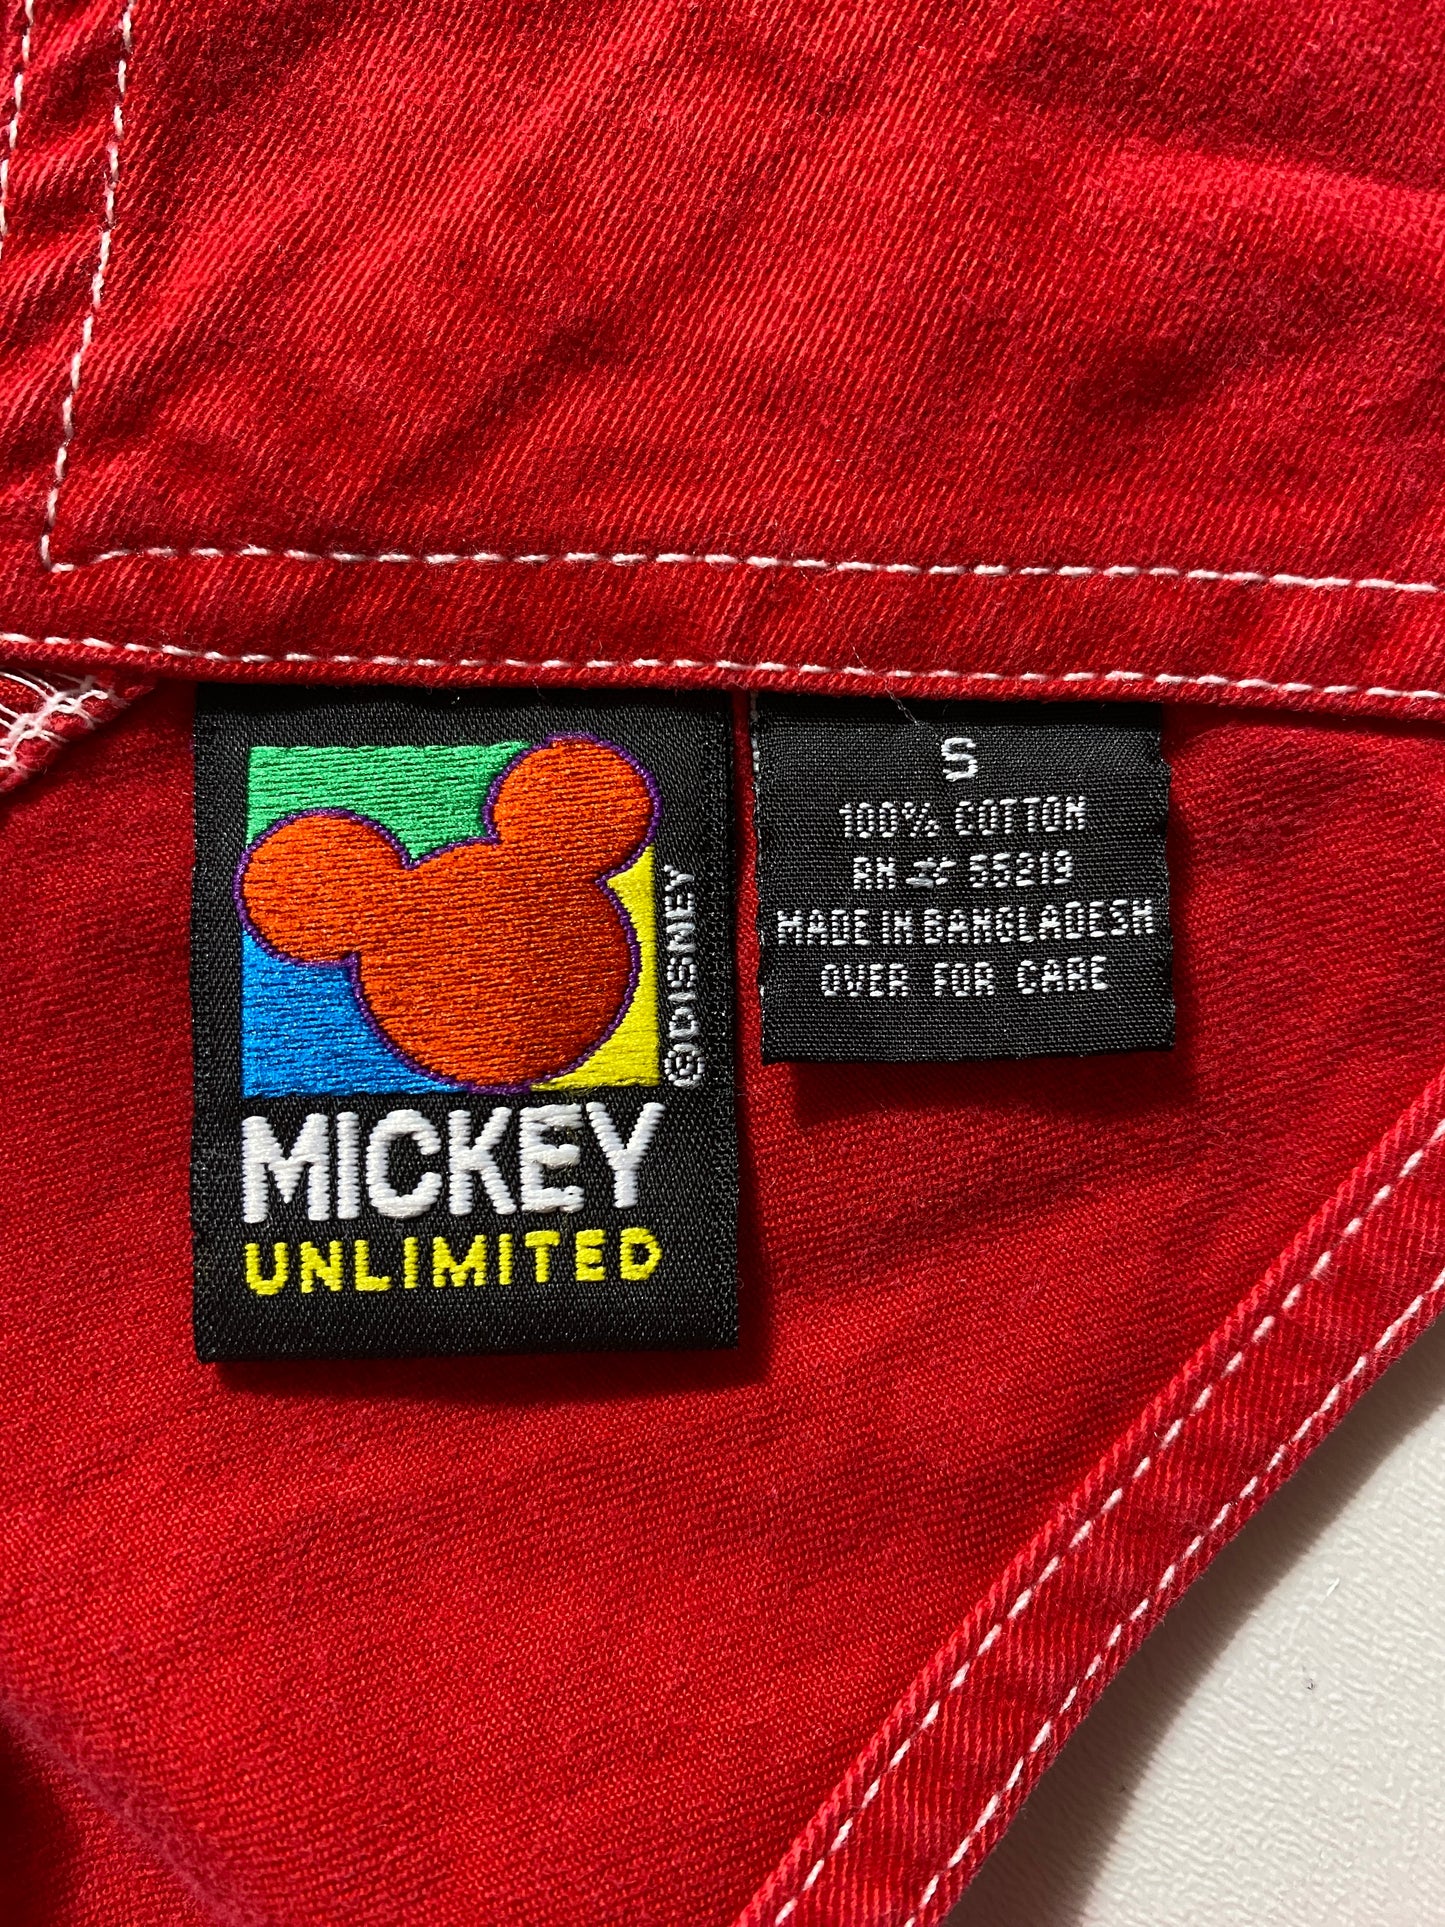 ©DISNEY
MICKEY
UNLIMITED
S
100% COTTON
RN # 55219
MADE IN BANGLADESH
OVER FOR CARE